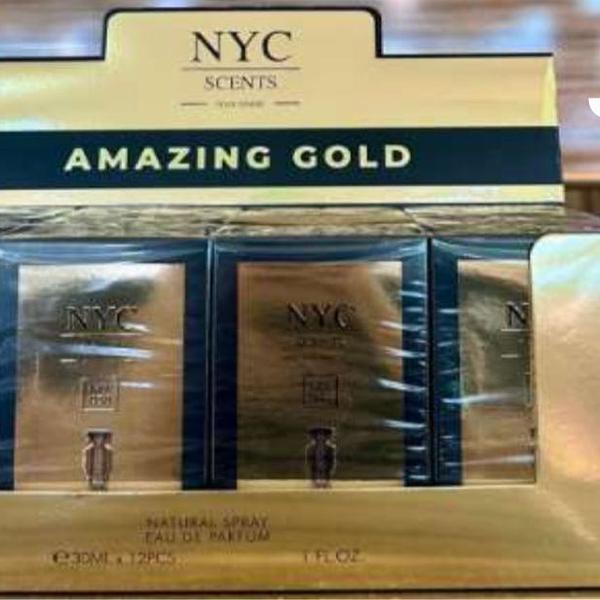 NYC
SCENTS
AMAZING GOLD
NYC
NYC
N
NATURAL SPRAY
EAU DE PARFUM
℮30ML x 12PCS
1 FL OZ.